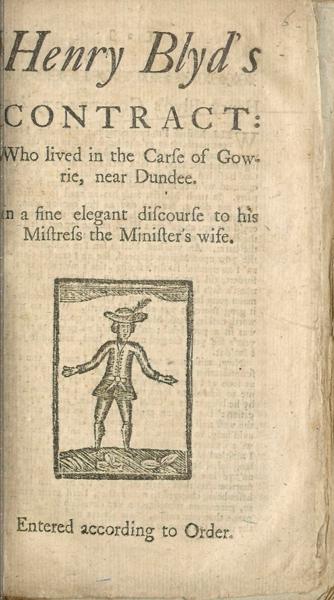 Henry Blyd's
CONTRACT:
Who lived in the Carſe of Gow-
rie, near Dundee.
In a fine elegant diſcourſe to his
Miſtreſs the Miniſter's wife.
Entered according to Order.